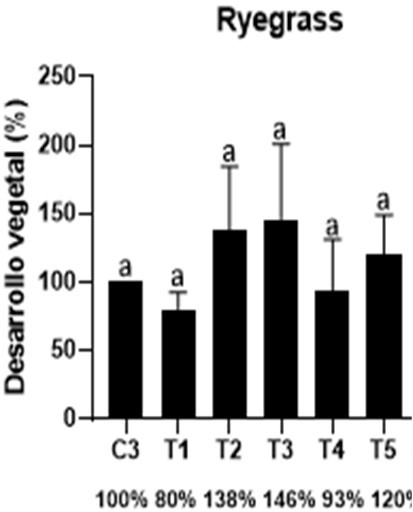 Ryegrass
Desarrollo vegetal (%)
250
200
150
100
50
0
a a a a a a
C3 T1 T2 T3 T4 T5
100% 80% 138% 146% 93% 120%